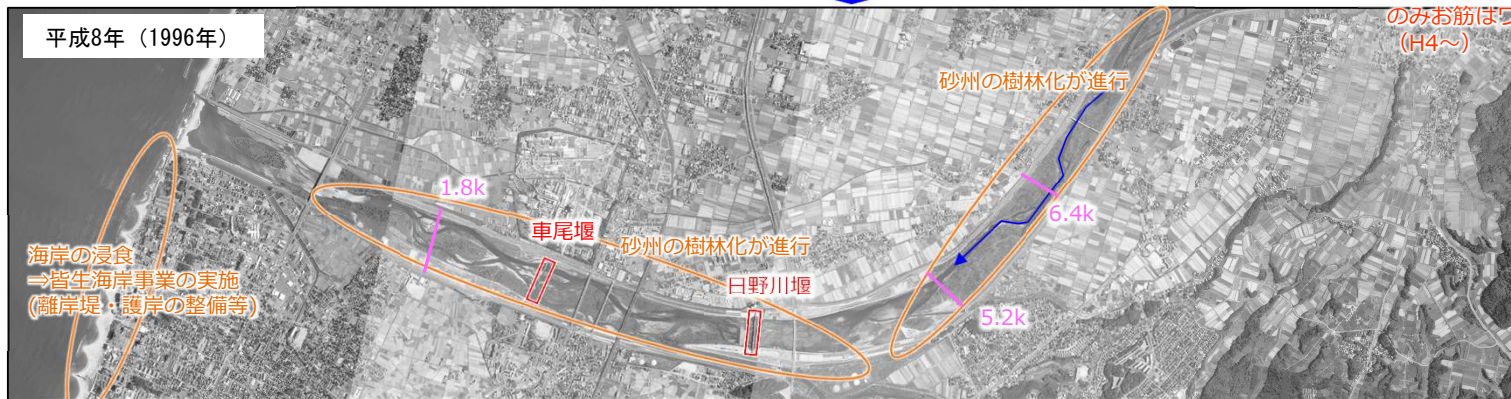 平成8年（1996年）
のみお筋は
（H4～）
砂州の樹林化が進行
1.8k
車尾堰
砂州の樹林化が進行
6.4k
海岸の浸食
⇒皆生海岸事業の実施
(離岸堤・護岸の整備等)
日野川堰
5.2k